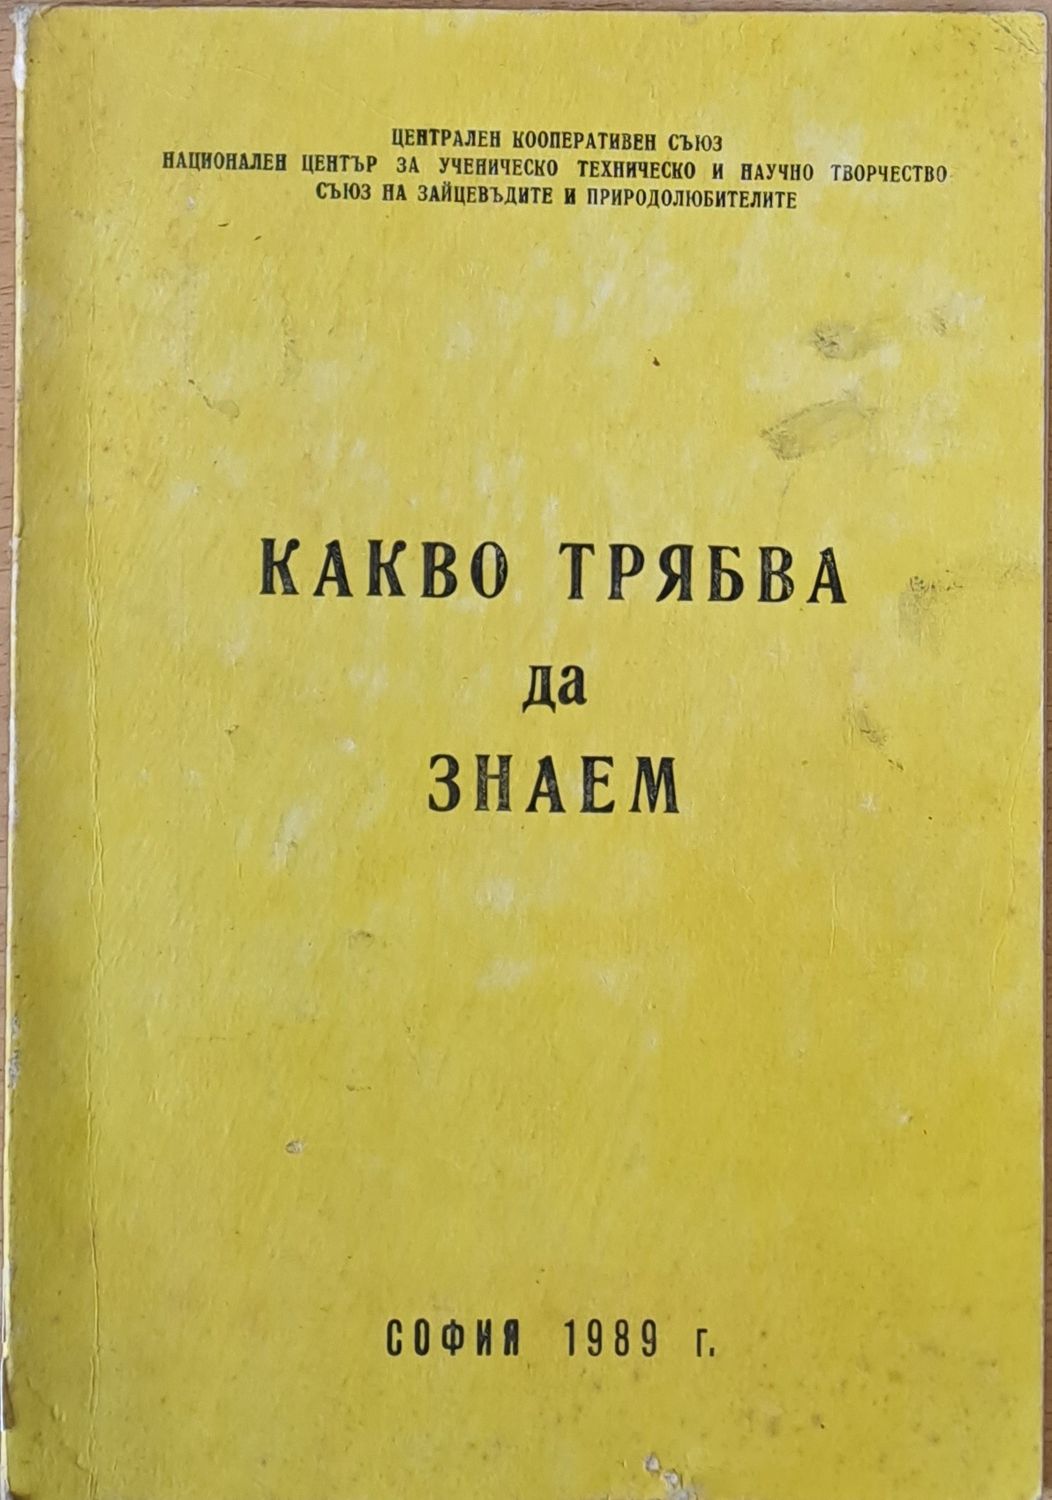 ЦЕНТРАЛЕН КООПЕРАТИВЕН СЪЮЗ
НАЦИОНАЛЕН ЦЕНТЪР ЗА УЧЕНИЧЕСКО ТЕХНИЧЕСКО И НАУЧНО ТВОРЧЕСТВО
СЪЮЗ НА ЗАЙЦЕВЪДИТЕ И ПРИРОДОЛЮБИТЕЛИТЕ
КАКВО ТРЯБВА
да
ЗНАЕМ
СОФИЯ 1989 г.